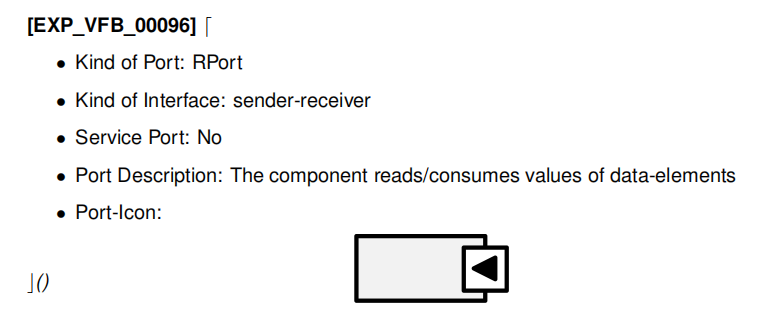 [EXP_VFB_00096] ⌈
• Kind of Port: RPort
• Kind of Interface: sender-receiver
• Service Port: No
• Port Description: The component reads/consumes values of data-elements
• Port-Icon:
⌋()